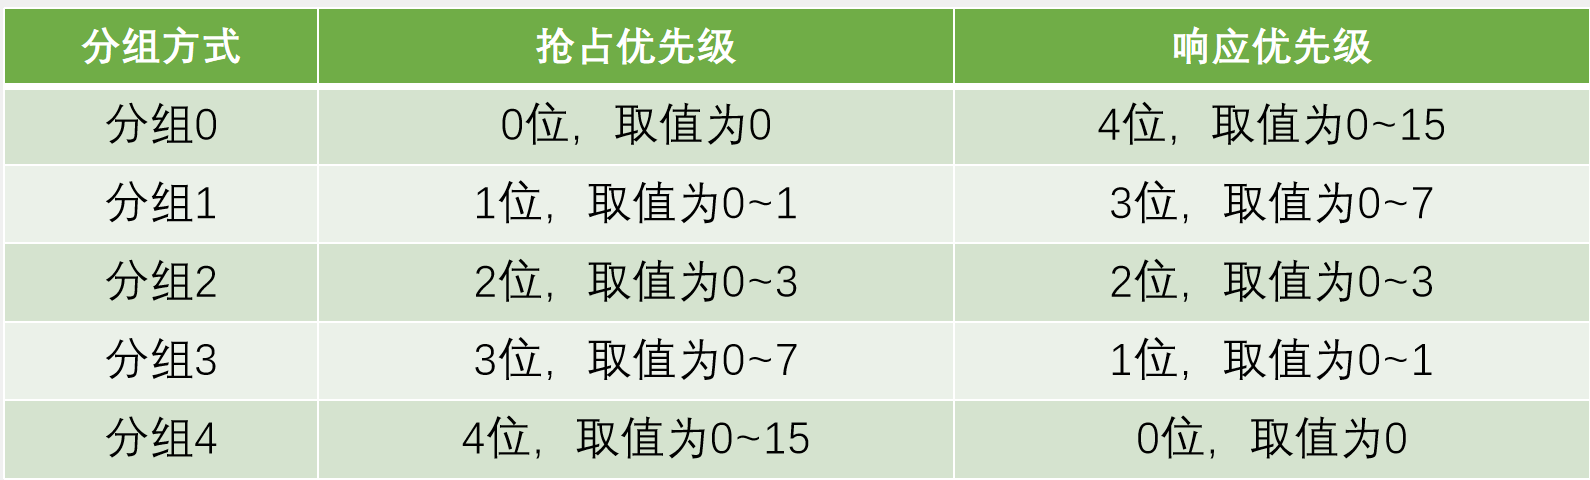 分组方式 抢占优先级 响应优先级
分组0 0位，取值为0 4位，取值为0~15
分组1 1位，取值为0~1 3位，取值为0~7
分组2 2位，取值为0~3 2位，取值为0~3
分组3 3位，取值为0~7 1位，取值为0~1
分组4 4位，取值为0~15 0位，取值为0